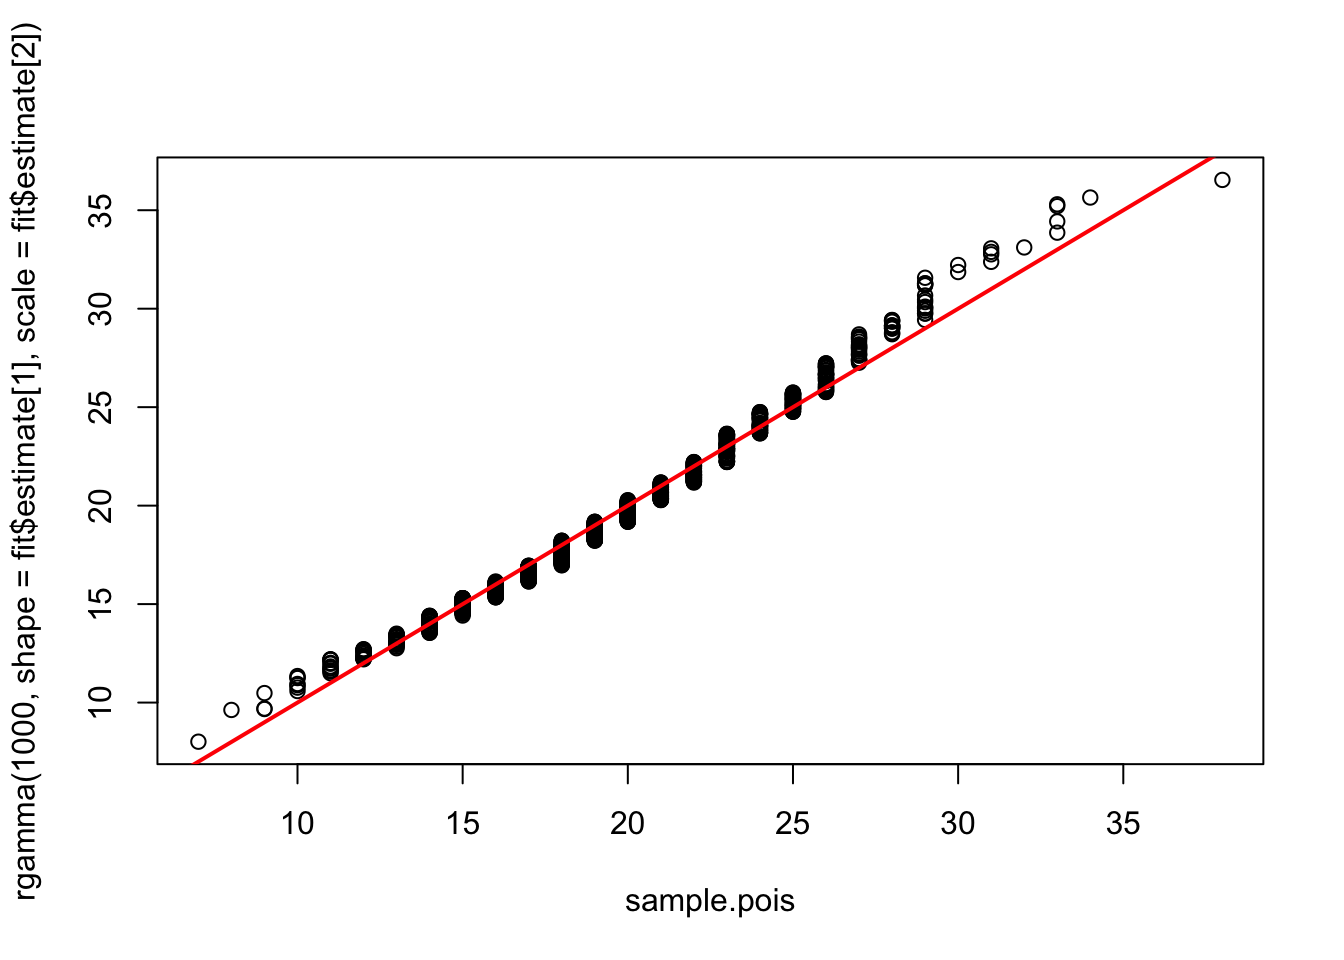 rgamma(1000, shape = fit$estimate[1], scale = fit$estimate[2])
35
30
25
20
15
10
10 15 20 25 30 35
sample.pois